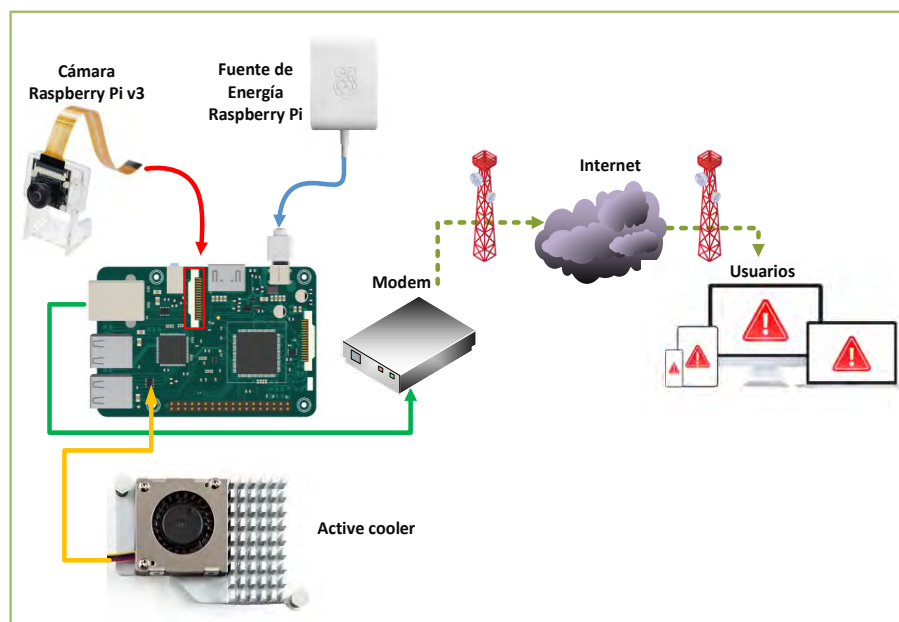 Cámara
Raspberry Pi v3
Fuente de
Energía
Raspberry Pi
Internet
Modem
Usuarios
Active cooler